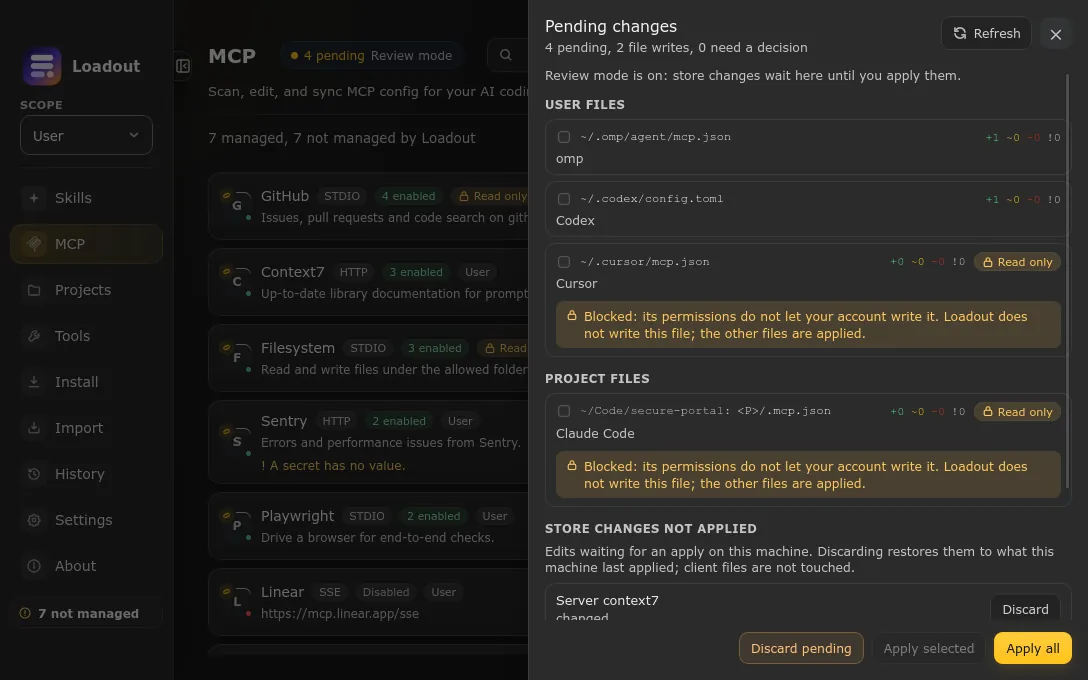 Loadout
SCOPE
User
Skills
MCP
Projects
Tools
Install
Import
History
Settings
About
7 not managed
MCP
4 pending Review mode
Scan, edit, and sync MCP config for your AI codi
7 managed, 7 not managed by Loadout
G
GitHub STDIO 4 enabled Read only
Issues, pull requests and code search on gith
C
Context7 HTTP 3 enabled User
Up-to-date library documentation for prompt
F
Filesystem STDIO 3 enabled Read
Read and write files under the allowed folder
S
Sentry HTTP 2 enabled User
Errors and performance issues from Sentry.
! A secret has no value.
P
Playwright STDIO 2 enabled User
Drive a browser for end-to-end checks.
L
Linear SSE Disabled User
https://mcp.linear.app/sse
Pending changes
4 pending, 2 file writes, 0 need a decision
Refresh
Review mode is on: store changes wait here until you apply them.
USER FILES
~/.omp/agent/mcp.json +1 ~0 -0 !0
omp
~/.codex/config.toml +1 ~0 -0 !0
Codex
~/.cursor/mcp.json +0 ~0 -0 !0 Read only
Cursor
Blocked: its permissions do not let your account write it. Loadout does
not write this file; the other files are applied.
PROJECT FILES
~/Code/secure-portal: <P>/.mcp.json +0 ~0 -0 !0 Read only
Claude Code
Blocked: its permissions do not let your account write it. Loadout does
not write this file; the other files are applied.
STORE CHANGES NOT APPLIED
Edits waiting for an apply on this machine. Discarding restores them to what this
machine last applied; client files are not touched.
Server context7
changed
Discard
Discard pending
Apply selected
Apply all